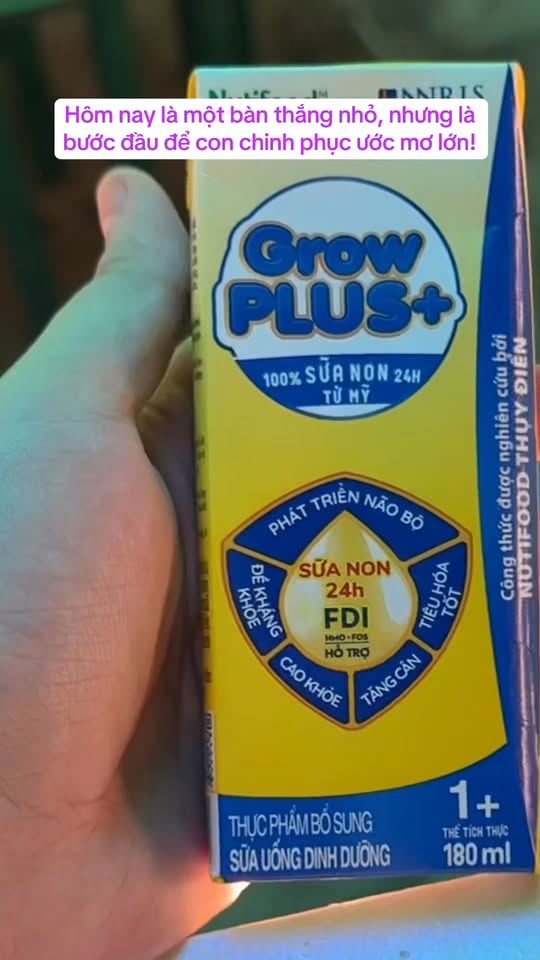 Hôm nay là một bàn thắng nhỏ, nhưng là
bước đầu để con chinh phục ước mơ lớn!
Grow
PLUS+
100% SỮA NON 24H
TỪ MỸ
Công thức được nghiên cứu bởi
NUTIFOOD THỤY ĐIỂN
PHÁT TRIỂN NÃO BỘ
ĐỀ KHÁNG
KHỎE
SỮA NON
24h
FDI
HMO - FOS
HỖ TRỢ
TIÊU HÓA
TỐT
CAO KHỎE
TĂNG CÂN
THỰC PHẨM BỔ SUNG
SỮA UỐNG DINH DƯỠNG
1+
THỂ TÍCH THỰC
180 ml